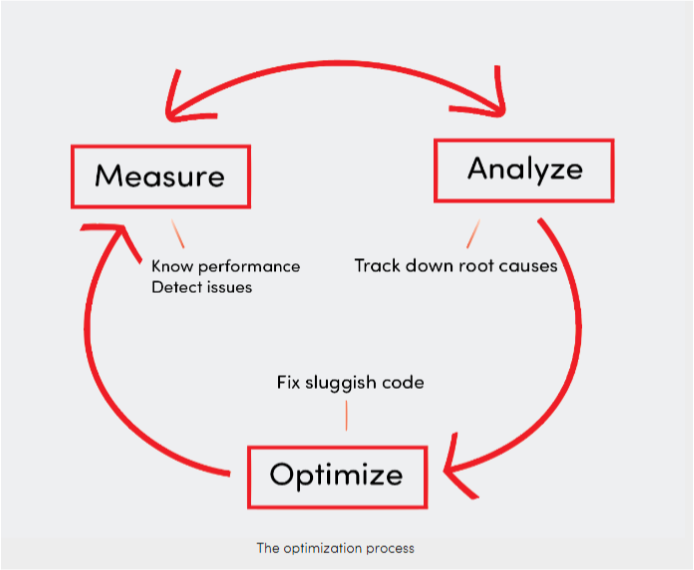 Measure
Analyze
Know performance
Detect issues
Track down root causes
Fix sluggish code
Optimize
The optimization process